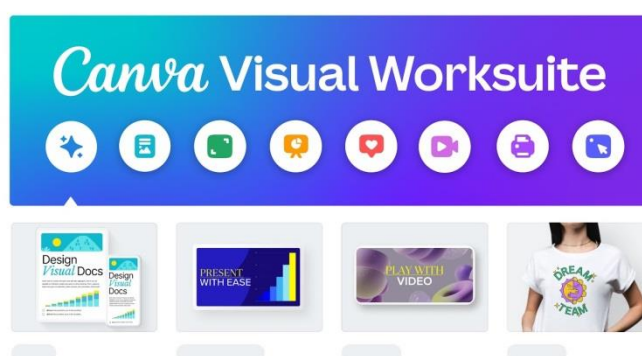 Canva Visual Worksuite
Design
Visual Docs
Design
Visual
Docs
PRESENT
WITH EASE
PLAY WITH
VIDEO
DREAM
TEAM